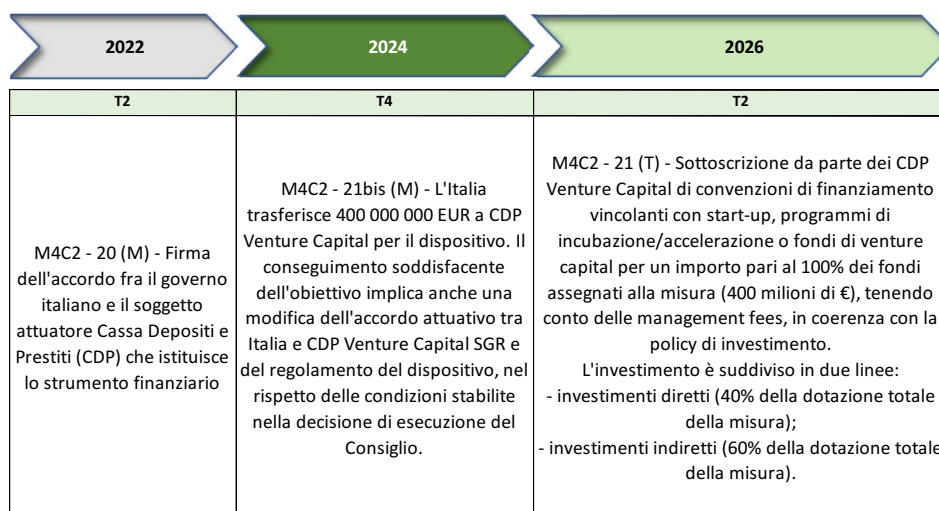 2022
2024
2026
T2
T4
T2
M4C2 - 20 (M) - Firma
dell'accordo fra il governo
italiano e il soggetto
attuatore Cassa Depositi e
Prestiti (CDP) che istituisce
lo strumento finanziario
M4C2 - 21bis (M) - L'Italia
trasferisce 400 000 000 EUR a CDP
Venture Capital per il dispositivo. Il
conseguimento soddisfacente
dell'obiettivo implica anche una
modifica dell'accordo attuativo tra
Italia e CDP Venture Capital SGR e
del regolamento del dispositivo, nel
rispetto delle condizioni stabilite
nella decisione di esecuzione del
Consiglio.
M4C2 - 21 (T) - Sottoscrizione da parte dei CDP
Venture Capital di convenzioni di finanziamento
vincolanti con start-up, programmi di
incubazione/accelerazione o fondi di venture
capital per un importo pari al 100% dei fondi
assegnati alla misura (400 milioni di €), tenendo
conto delle management fees, in coerenza con la
policy di investimento.
L'investimento è suddiviso in due linee:
- investimenti diretti (40% della dotazione totale
della misura);
- investimenti indiretti (60% della dotazione totale
della misura).